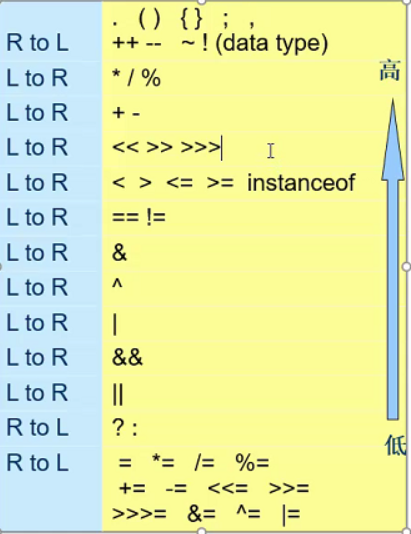 . () {} ; ,
R to L ++ -- ~ ! (data type)
高
L to R * / %
L to R + -
L to R << >> >>>
L to R < > <= >= instanceof
L to R == !=
L to R &
L to R ^
L to R |
L to R &&
L to R ||
R to L ? :
低
R to L = *= /= %=
+= -= <<= >>=
>>>= &= ^= |=